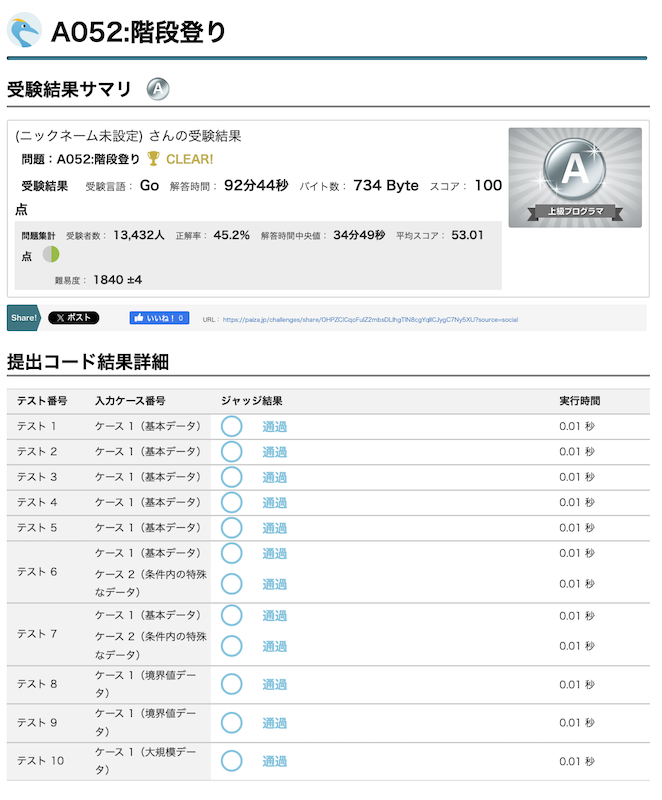 A052:階段登り
受験結果サマリ A
(ニックネーム未設定) さんの受験結果
問題：A052:階段登り CLEAR!
受験結果 受験言語： Go 解答時間： 92分44秒 バイト数： 734 Byte スコア： 100
点
A
上級プログラマ
問題集計 受験者数： 13,432人 正解率： 45.2% 解答時間中央値： 34分49秒 平均スコア： 53.01
点
難易度： 1840 ±4
Share! X ポスト いいね！ 0 URL：
提出コード結果詳細
テスト番号 入力ケース番号 ジャッジ結果 実行時間
テスト 1 ケース 1（基本データ） 通過 0.01 秒
テスト 2 ケース 1（基本データ） 通過 0.01 秒
テスト 3 ケース 1（基本データ） 通過 0.01 秒
テスト 4 ケース 1（基本データ） 通過 0.01 秒
テスト 5 ケース 1（基本データ） 通過 0.01 秒
テスト 6 ケース 1（基本データ） 通過 0.01 秒
ケース 2（条件内の特殊
なデータ） 通過 0.01 秒
テスト 7 ケース 1（基本データ） 通過 0.01 秒
ケース 2（条件内の特殊
なデータ） 通過 0.01 秒
テスト 8 ケース 1（境界値デー
タ） 通過 0.01 秒
テスト 9 ケース 1（境界値デー
タ） 通過 0.01 秒
テスト 10 ケース 1（大規模デー
タ） 通過 0.01 秒